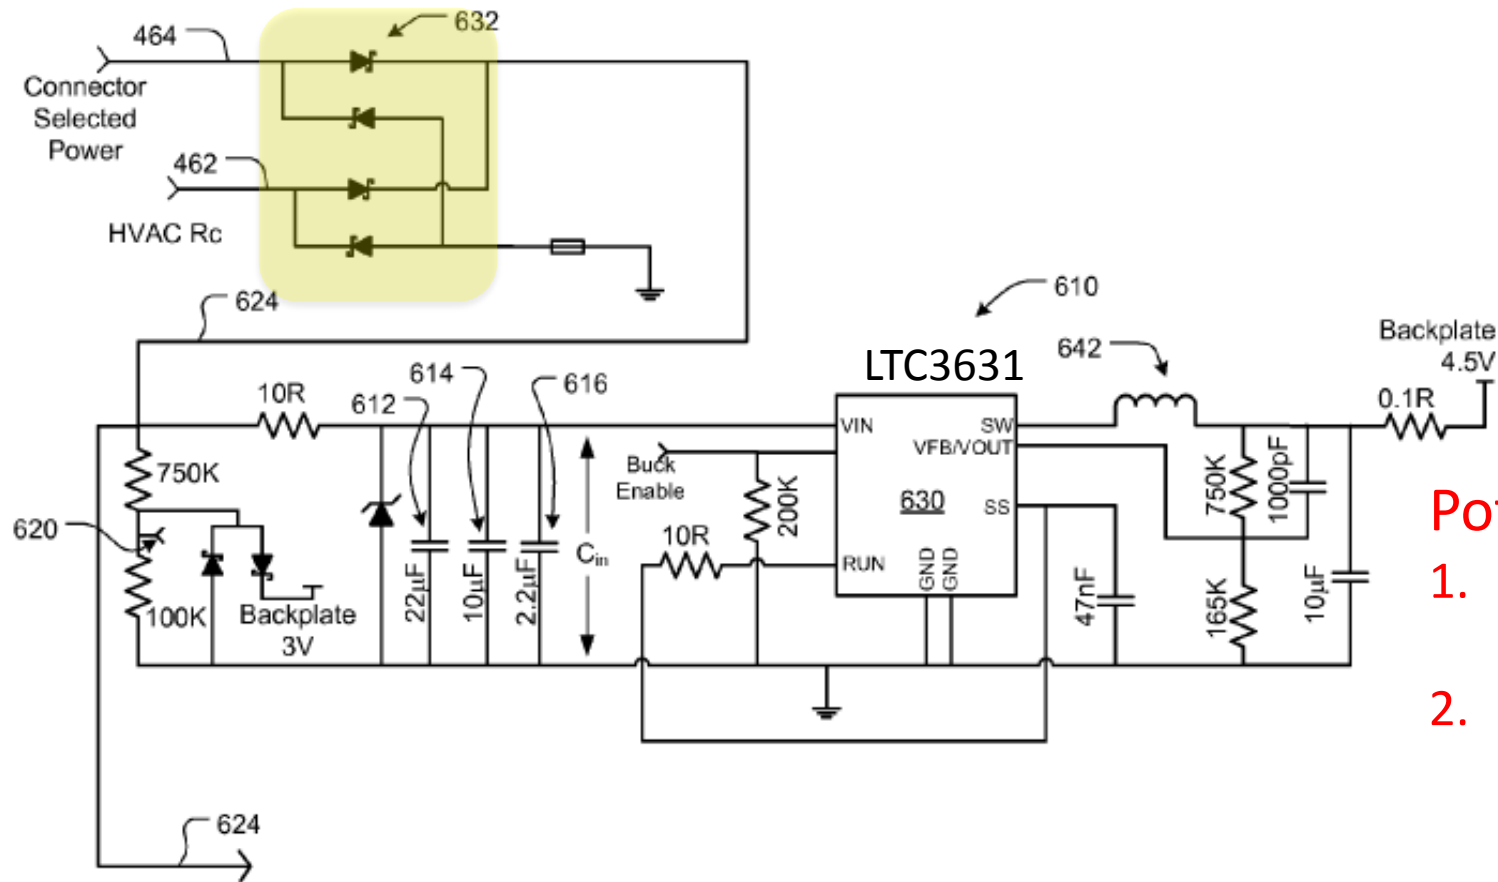 464
632
Connector
Selected
Power
462
HVAC Rc
624
610
LTC3631
642
Backplate
4.5V
10R
612
614
616
0.1R
VIN
SW
VFB/VOUT
Buck
Enable
750K
620
200K
630
SS
750K
1000pF
Po
1.
10R
RUN
GND
GND
Cin
22µF
10µF
2.2µF
100K
Backplate
3V
47nF
165K
10µF
2.
624